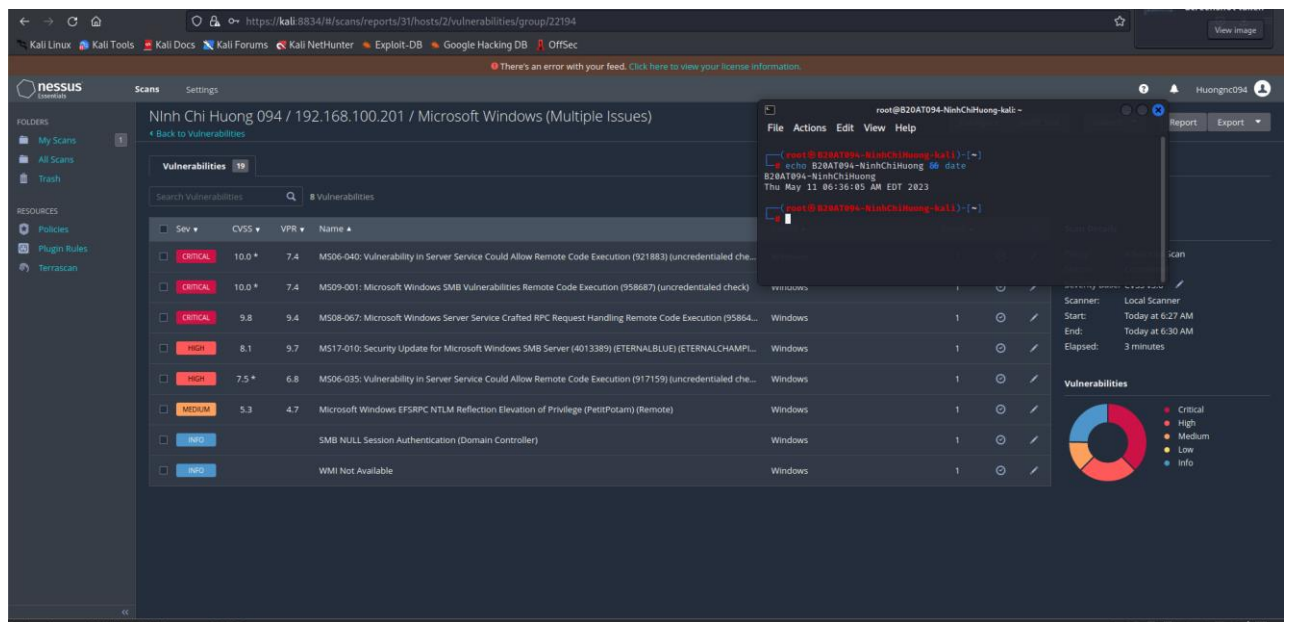 https://kali:8834/#/scans/reports/31/hosts/2/vulnerabilities/group/22194
View image
Kali Linux Kali Tools Kali Docs Kali Forums Kali NetHunter Exploit-DB Google Hacking DB OffSec
There's an error with your feed. Click here to view your license information.
nessus Essentials Scans Settings Huongnc094
FOLDERS
My Scans 1
All Scans
Trash
RESOURCES
Policies
Plugin Rules
Terrascan
NInh Chi Huong 094 / 192.168.100.201 / Microsoft Windows (Multiple Issues)
Back to Vulnerabilities
Report Export
Vulnerabilities 19
Search Vulnerabilities 8 Vulnerabilities
Sev CVSS VPR Name
CRITICAL 10.0 * 7.4 MS06-040: Vulnerability in Server Service Could Allow Remote Code Execution (921883) (uncredentialed che...
CRITICAL 10.0 * 7.4 MS09-001: Microsoft Windows SMB Vulnerabilities Remote Code Execution (958687) (uncredentialed check) Windows 1
CRITICAL 9.8 9.4 MS08-067: Microsoft Windows Server Service Crafted RPC Request Handling Remote Code Execution (95864... Windows 1
HIGH 8.1 9.7 MS17-010: Security Update for Microsoft Windows SMB Server (4013389) (ETERNALBLUE) (ETERNALCHAMPI... Windows 1
HIGH 7.5 * 6.8 MS06-035: Vulnerability in Server Service Could Allow Remote Code Execution (917159) (uncredentialed che... Windows 1
MEDIUM 5.3 4.7 Microsoft Windows EFSRPC NTLM Reflection Elevation of Privilege (PetitPotam) (Remote) Windows 1
INFO SMB NULL Session Authentication (Domain Controller) Windows 1
INFO WMI Not Available Windows 1
root@B20AT094-NinhChiHuong-kali: ~
File Actions Edit View Help
(root㉿B20AT094-NinhChiHuong-kali)-[~]
# echo B20AT094-NinhChiHuong && date
B20AT094-NinhChiHuong
Thu May 11 06:36:05 AM EDT 2023
(root㉿B20AT094-NinhChiHuong-kali)-[~]
#
Scanner: Local Scanner
Start: Today at 6:27 AM
End: Today at 6:30 AM
Elapsed: 3 minutes
Vulnerabilities
Critical
High
Medium
Low
Info